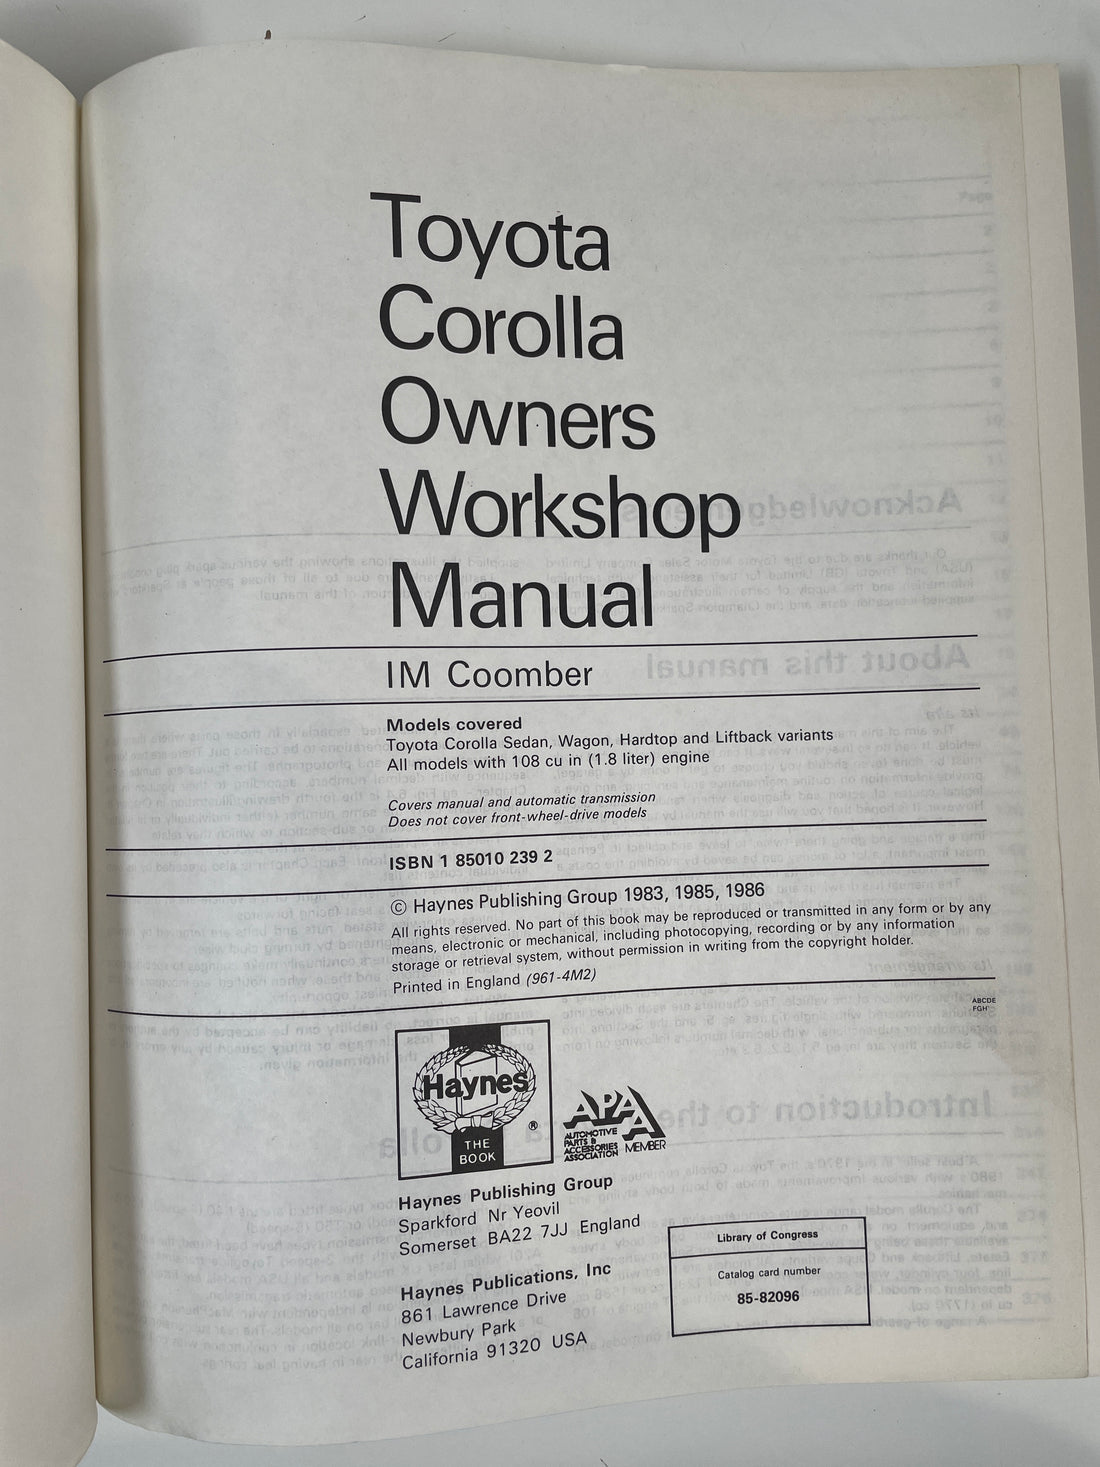 Toyota
Corolla
Owners
Workshop
Manual
IM Coomber
Models covered
Toyota Corolla Sedan, Wagon, Hardtop and Liftback variants
All models with 108 cu in (1.8 liter) engine
Covers manual and automatic transmission
Does not cover front-wheel-drive models
ISBN 1 85010 239 2
© Haynes Publishing Group 1983, 1985, 1986
All rights reserved. No part of this book may be reproduced or transmitted in any form or by any
means, electronic or mechanical, including photocopying, recording or by any information
storage or retrieval system, without permission in writing from the copyright holder.
Printed in England (961-4M2)
ABCDE
FGH
Haynes
®
THE
BOOK
APAA
AUTOMOTIVE
PARTS &
ACCESSORIES
ASSOCIATION MEMBER
Haynes Publishing Group
Sparkford Nr Yeovil
Somerset BA22 7JJ England
Haynes Publications, Inc
861 Lawrence Drive
Newbury Park
California 91320 USA
Library of Congress
Catalog card number
85-82096
Acknowledgements
About this manual
Introduction to the